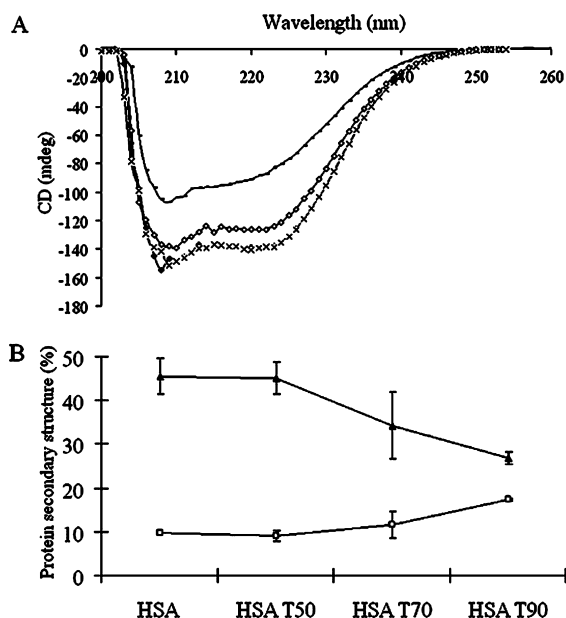 A
Wavelength (nm)
0
200 210 220 230 240 250 260
-20
-40
-60
-80
-100
-120
-140
-160
-180
CD (mdeg)
B
50
40
30
20
10
0
Protein secondary structure (%)
HSA HSA T50 HSA T70 HSA T90